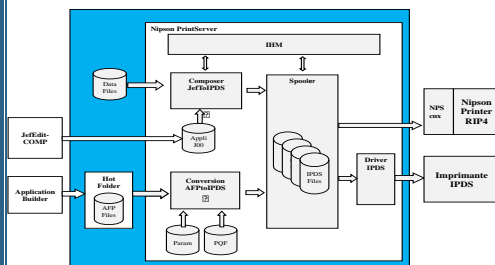 Nipson PrintServer
IHM
Data
Files
Composer
JefToIPDS
Spooler
JefEdit-
COMP
Appli
J00
IPDS
Files
NPS
cnx
Nipson
Printer
RIP4
Driver
IPDS
Imprimante
IPDS
Application
Builder
Hot
Folder
AFP
Files
Conversion
AFPtoIPDS
Param
PQF